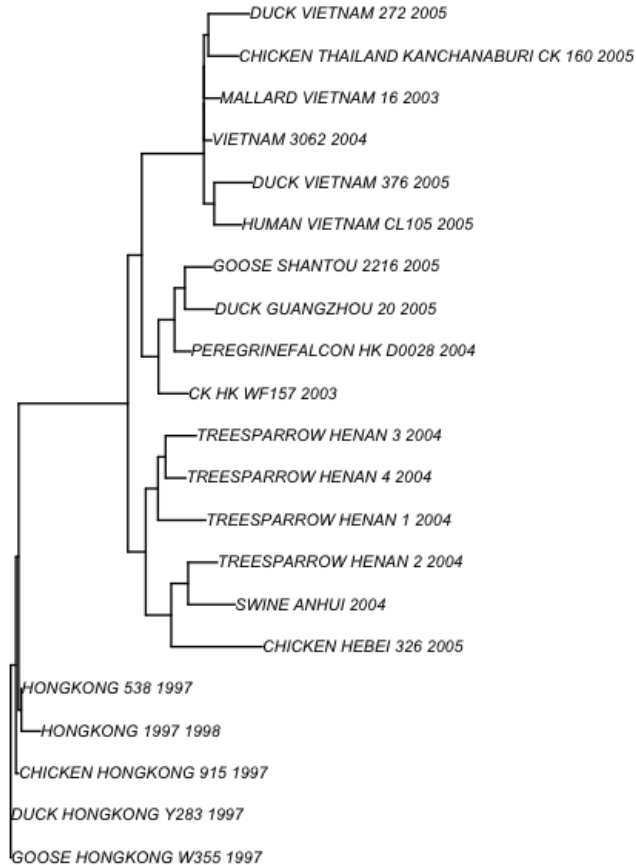 DUCK VIETNAM 272 2005
CHICKEN THAILAND KANCHANABURI CK 160 2005
MALLARD VIETNAM 16 2003
VIETNAM 3062 2004
DUCK VIETNAM 376 2005
HUMAN VIETNAM CL105 2005
GOOSE SHANTOU 2216 2005
DUCK GUANGZHOU 20 2005
PEREGRINEFALCON HK D0028 2004
CK HK WF157 2003
TREESPARROW HENAN 3 2004
TREESPARROW HENAN 4 2004
TREESPARROW HENAN 1 2004
TREESPARROW HENAN 2 2004
SWINE ANHUI 2004
CHICKEN HEBEI 326 2005
HONGKONG 538 1997
HONGKONG 1997 1998
CHICKEN HONGKONG 915 1997
DUCK HONGKONG Y283 1997
GOOSE HONGKONG W355 1997